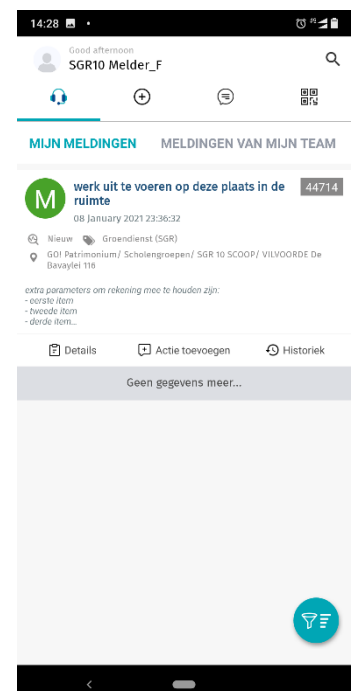 14:28
Good afternoon
SGR10 Melder_F
MIJN MELDINGEN
MELDINGEN VAN MIJN TEAM
M
werk uit te voeren op deze plaats in de
ruimte
44714
08 January 2021 23:36:32
Nieuw
Groendienst (SGR)
GO! Patrimonium/ Scholengroepen/ SGR 10 SCOOP/ VILVOORDE De
Bavaylei 116
extra parameters om rekening mee te houden zijn:
- eerste item
- tweede item
- derde item...
Details
Actie toevoegen
Historiek
Geen gegevens meer...